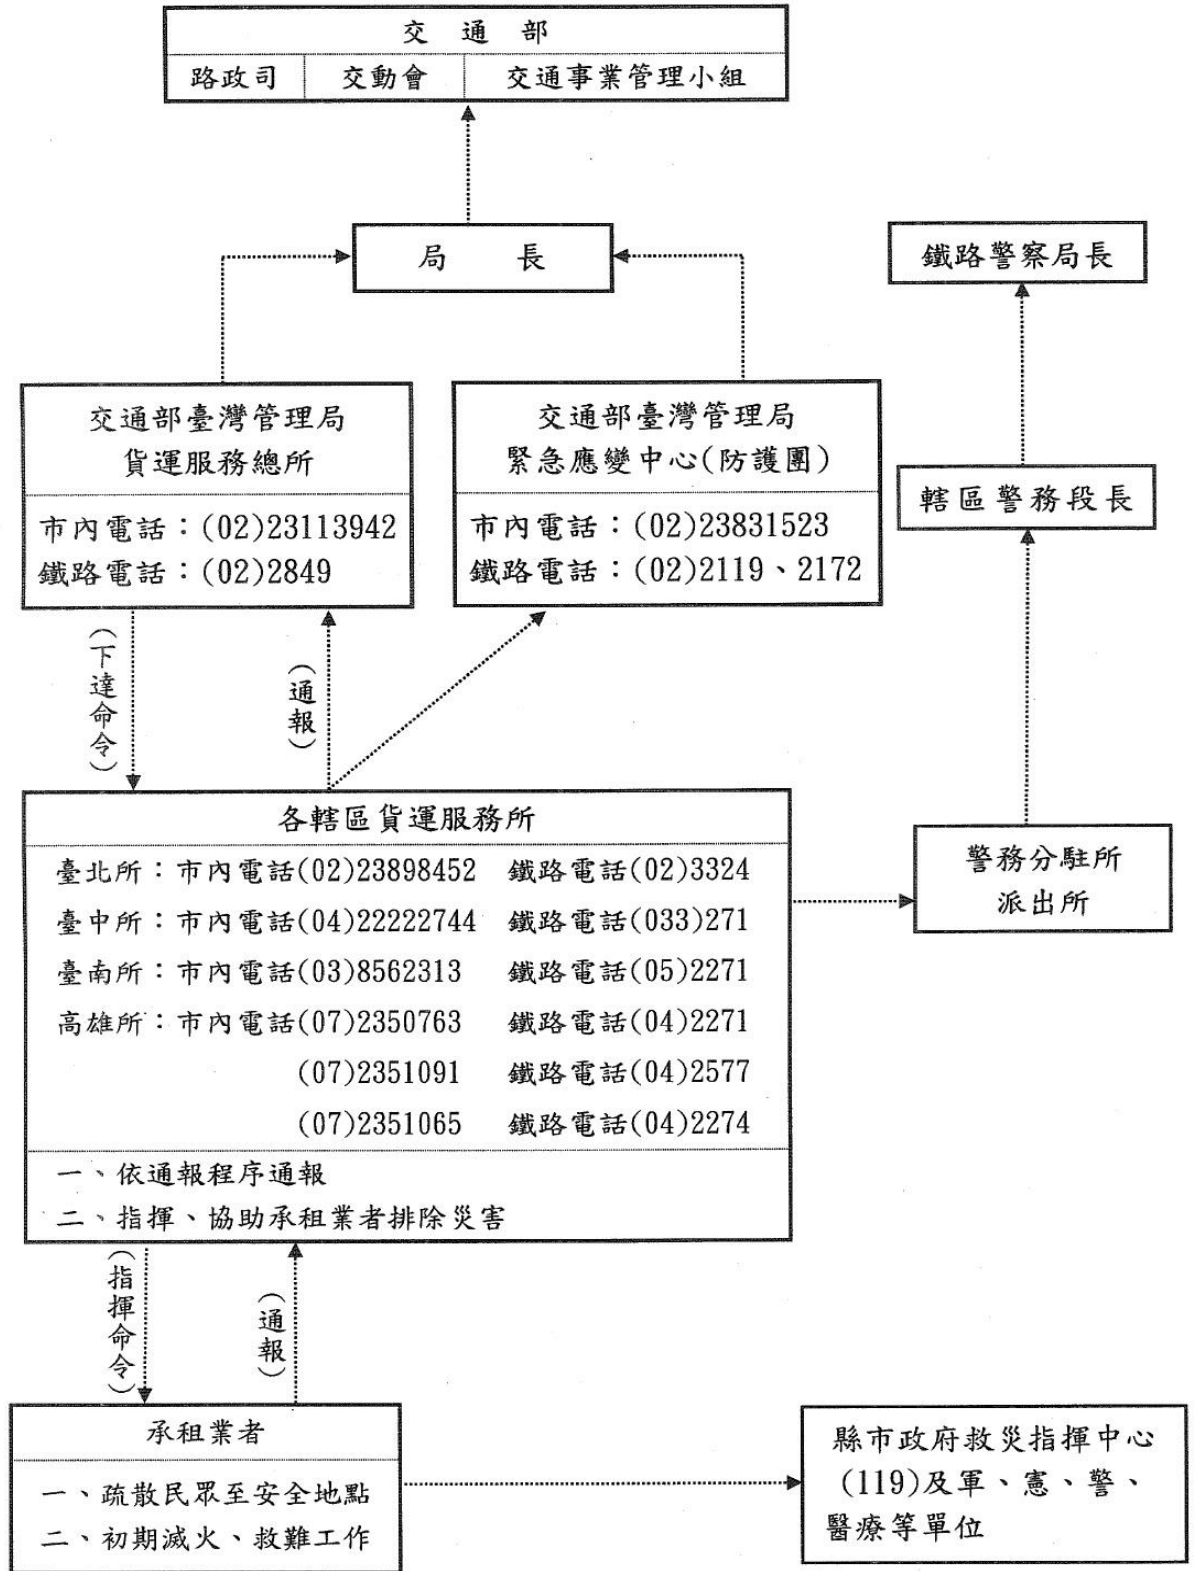 交通部
路政司 交動會 交通事業管理小組
局長
鐵路警察局長
交通部臺灣管理局
貨運服務總所
市內電話：(02)23113942
鐵路電話：(02)2849
交通部臺灣管理局
緊急應變中心(防護團)
市內電話：(02)23831523
鐵路電話：(02)2119、2172
轄區警務段長
(下達命令)
(通報)
各轄區貨運服務所
臺北所：市內電話(02)23898452 鐵路電話(02)3324
臺中所：市內電話(04)22222744 鐵路電話(033)271
臺南所：市內電話(03)8562313 鐵路電話(05)2271
高雄所：市內電話(07)2350763 鐵路電話(04)2271
(07)2351091 鐵路電話(04)2577
(07)2351065 鐵路電話(04)2274
一、依通報程序通報
二、指揮、協助承租業者排除災害
警務分駐所
派出所
(指揮命令)
(通報)
承租業者
一、疏散民眾至安全地點
二、初期滅火、救難工作
縣市政府救災指揮中心
(119)及軍、憲、警、
醫療等單位